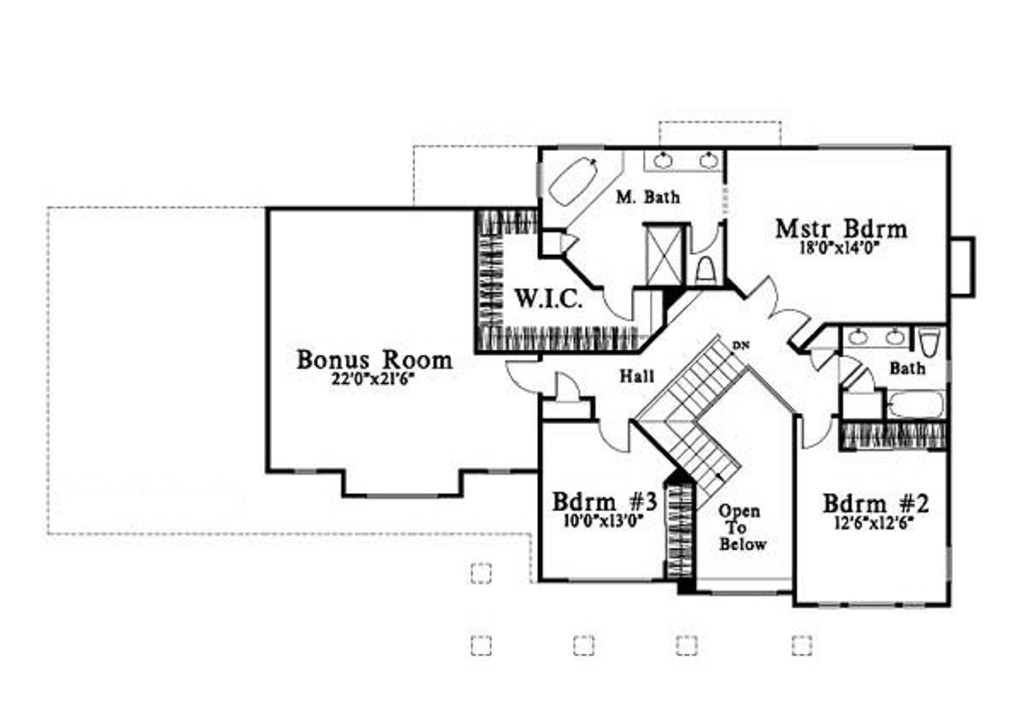 M. Bath
Mstr Bdrm
18'0"x14'0"
W.I.C.
Bonus Room
22'0"x21'6"
Hall
DN
Bath
Bdrm #3
10'0"x13'0"
Open
To
Below
Bdrm #2
12'6"x12'6"